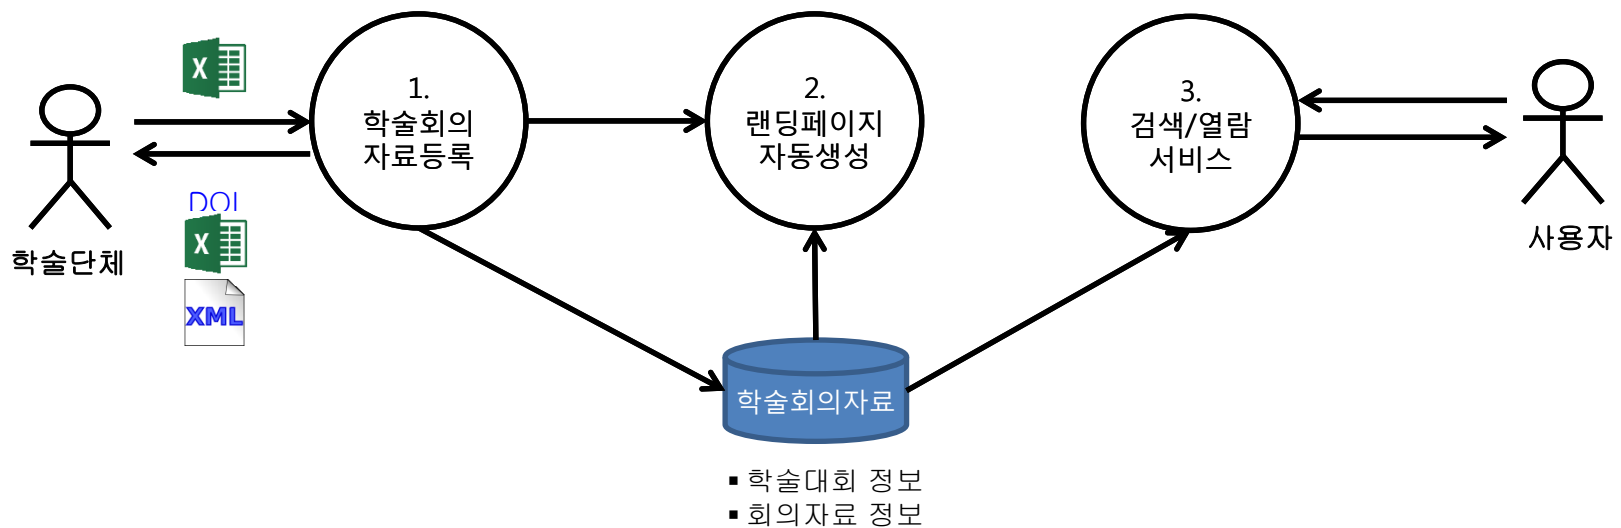 1.
학술회의
자료등록
2.
랜딩페이지
자동생성
3.
검색/열람
서비스
X
DOI
X
XML
학술단체
사용자
학술회의자료
▪ 학술대회 정보
▪ 회의자료 정보